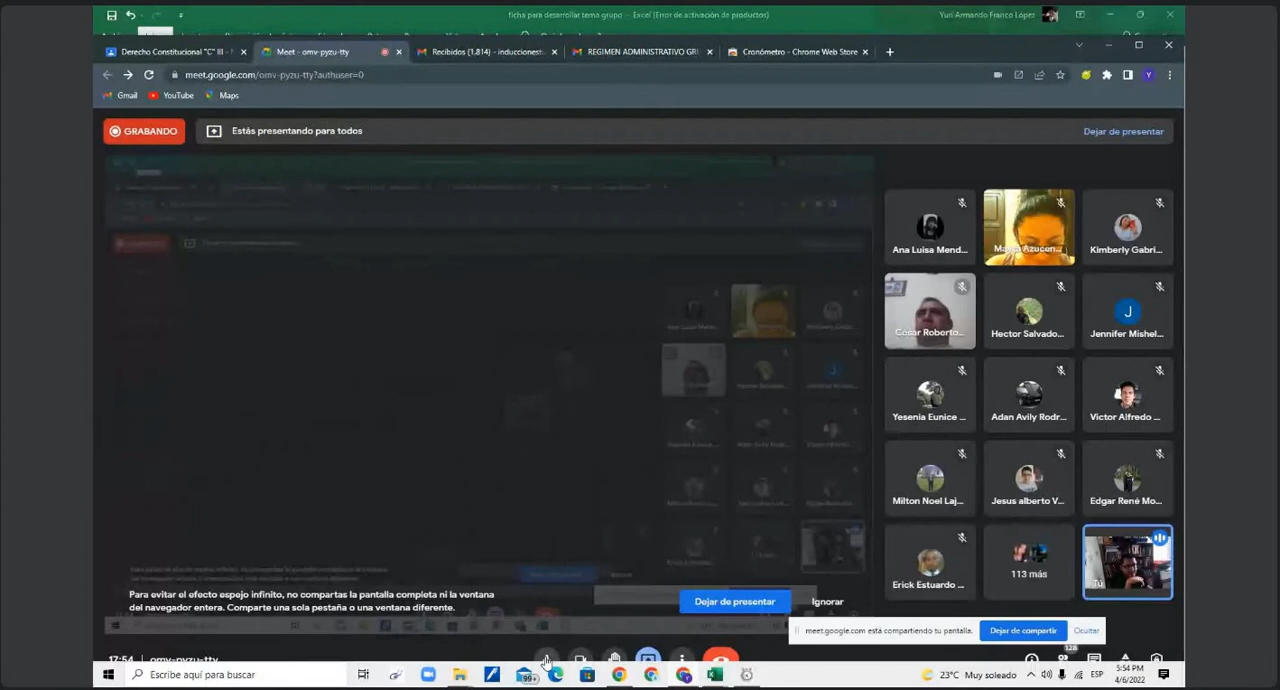 ficha para desarrollar tema grupo - Excel (Error de activación de productos)
Yuri Armando Franco López
Derecho Constitucional "C" III - M
Meet - omv-pyzu-tty
Recibidos (1,814) - induccionest
REGIMEN ADMINISTRATIVO GR
Cronómetro - Chrome Web Store
meet.google.com/omv-pyzu-tty?authuser=0
Gmail
YouTube
Maps
GRABANDO
Estás presentando para todos
Dejar de presentar
Ana Luisa Mend...
Mayra Azucen...
Kimberly Gabri...
César Roberto...
Hector Salvado...
J
Jennifer Mishel...
Yesenia Eunice ...
Adan Avily Rodr...
Victor Alfredo ...
Milton Noel Laj...
Jesus alberto V...
Edgar René Mo...
Erick Estuardo ...
113 más
Tú
Para evitar el efecto espejo infinito, no compartas la pantalla completa ni la ventana
del navegador entera. Comparte una sola pestaña o una ventana diferente.
Dejar de presentar
Ignorar
meet.google.com está compartiendo tu pantalla.
Dejar de compartir
Ocultar
17:54
omv-pyzu-tty
128
Escribe aquí para buscar
99+
23°C Muy soleado
ESP
5:54 PM
4/6/2022